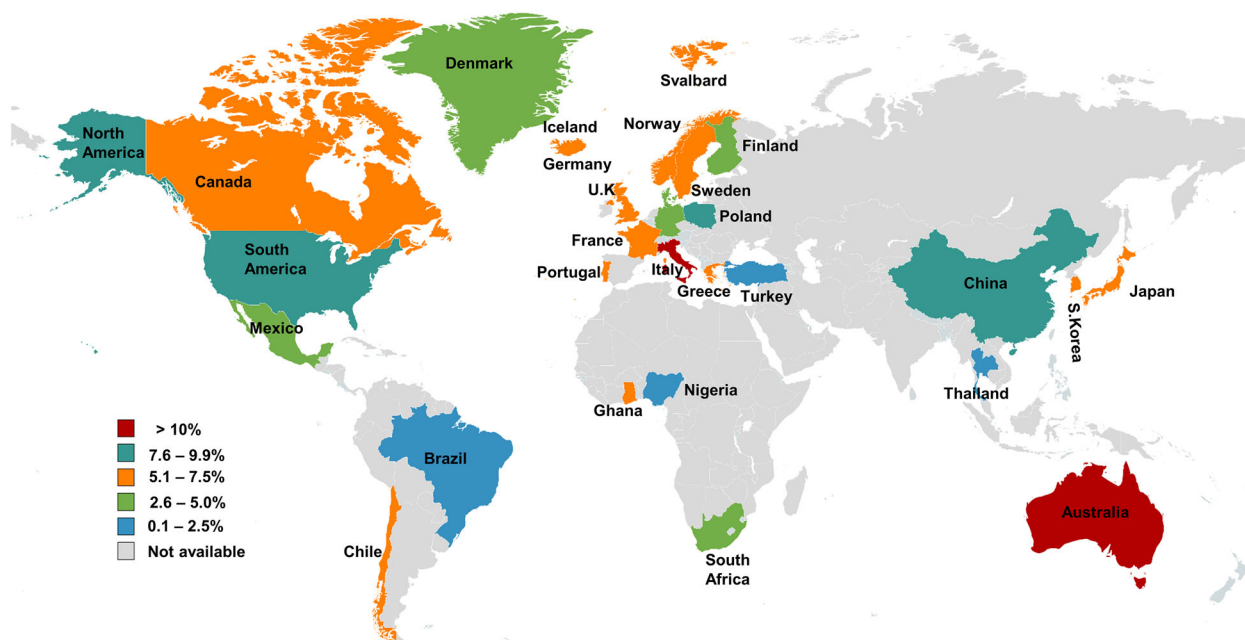 Denmark
Svalbard
North
America
Iceland
Norway
Finland
Germany
Canada
U.K
Sweden
Poland
South
America
France
Portugal
Italy
Greece
Turkey
China
Japan
S.Korea
Mexico
Nigeria
Thailand
Ghana
> 10%
7.6 – 9.9%
5.1 – 7.5%
2.6 – 5.0%
0.1 – 2.5%
Not available
Brazil
Australia
Chile
South
Africa